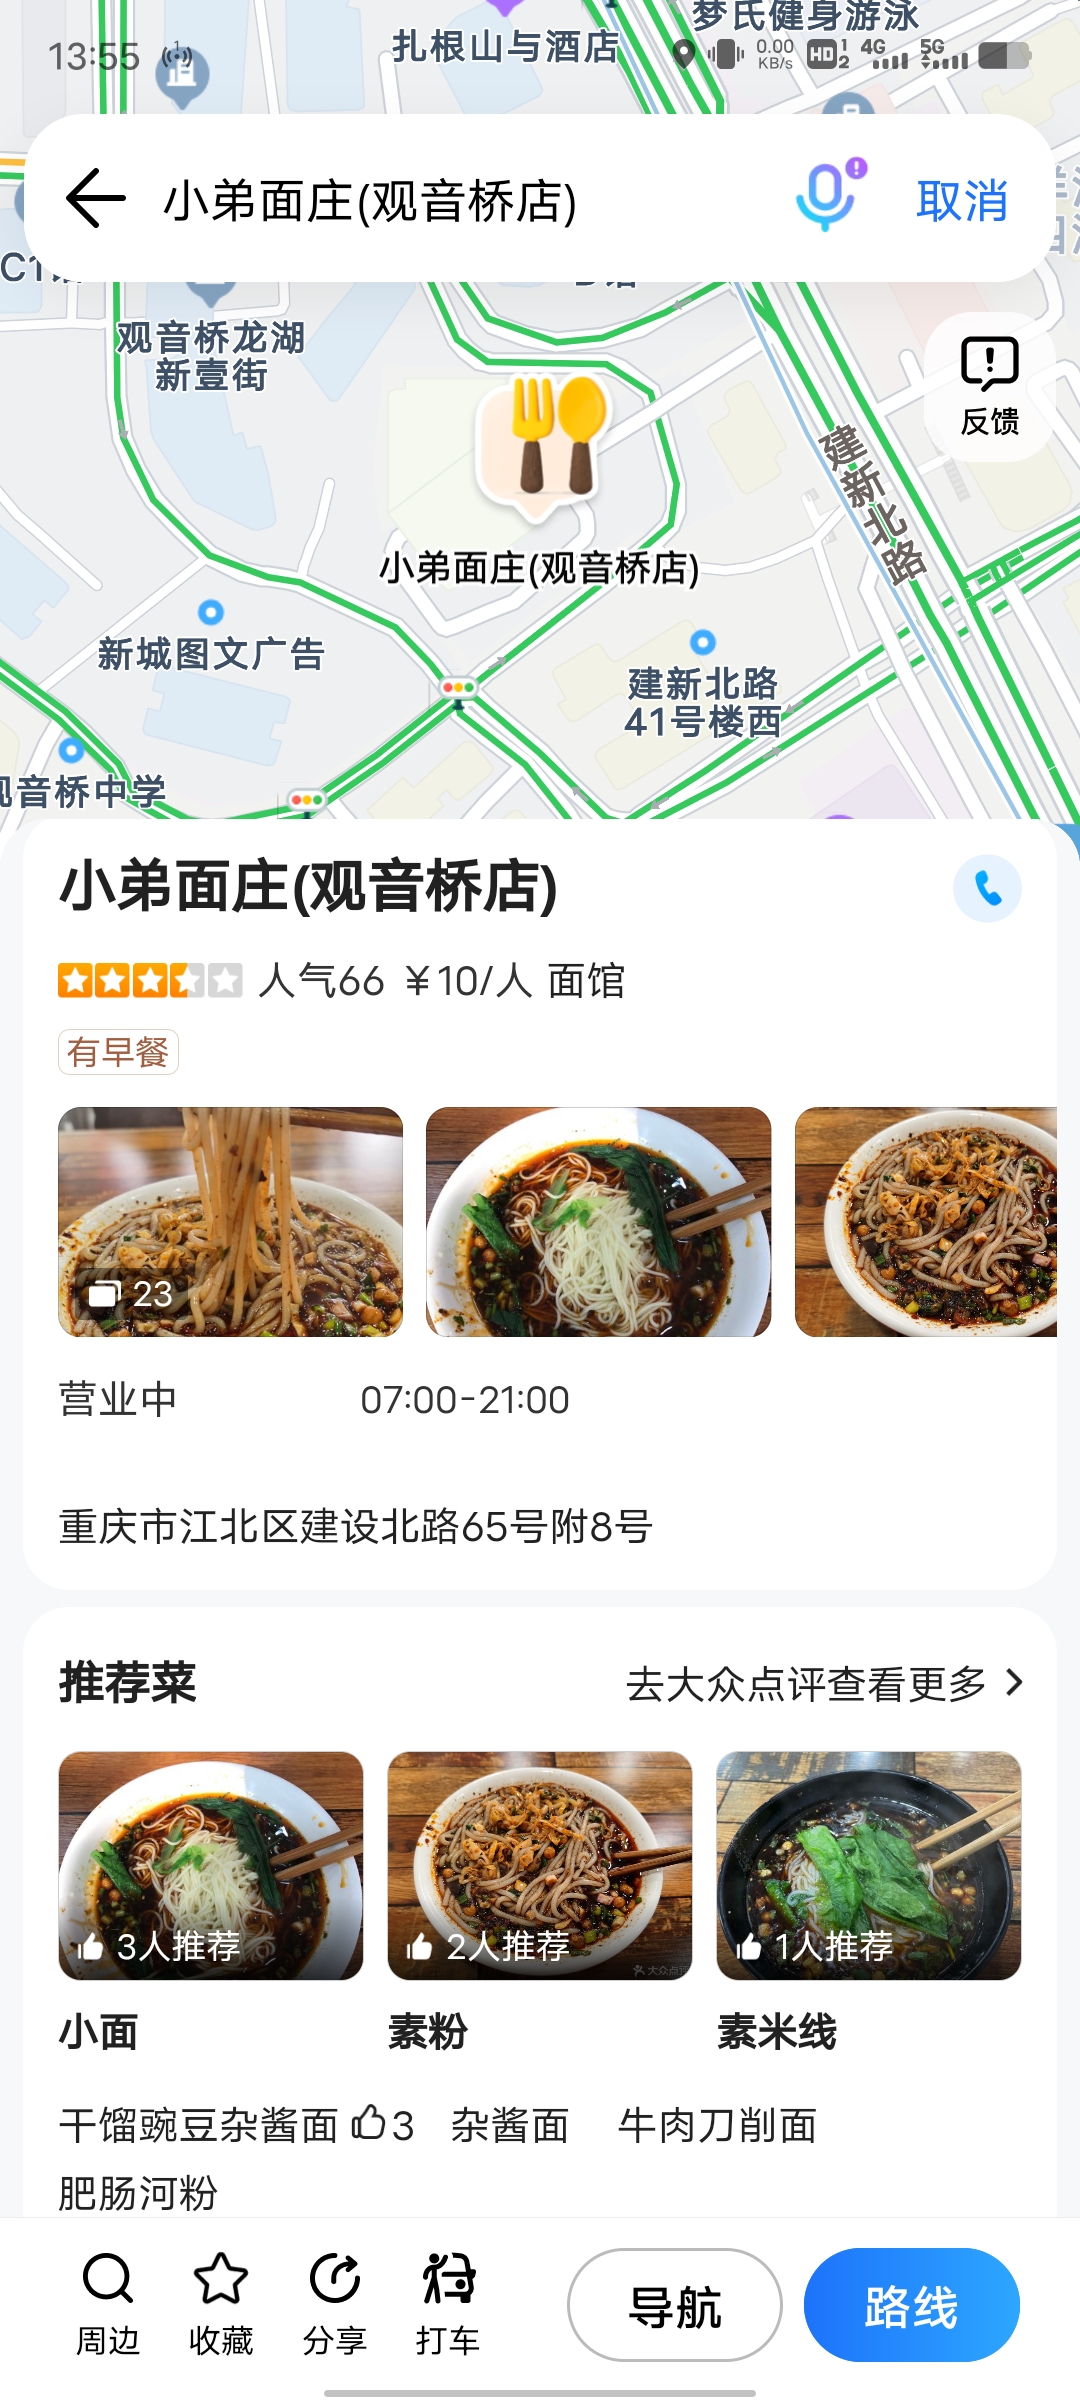 梦氏健身游泳
扎根山与酒店
13:55
0.00
KB/s
HD 1 2
4G
5G
小弟面庄(观音桥店)
取消
观音桥龙湖
新壹街
反馈
建新北路
小弟面庄(观音桥店)
新城图文广告
建新北路
41号楼西
观音桥中学
小弟面庄(观音桥店)
人气66 ￥10/人 面馆
有早餐
23
营业中 07:00-21:00
重庆市江北区建设北路65号附8号
推荐菜
去大众点评查看更多
3人推荐
2人推荐
1人推荐
大众点评
小面
素粉
素米线
干馏豌豆杂酱面 3 杂酱面 牛肉刀削面
肥肠河粉
周边
收藏
分享
打车
导航
路线